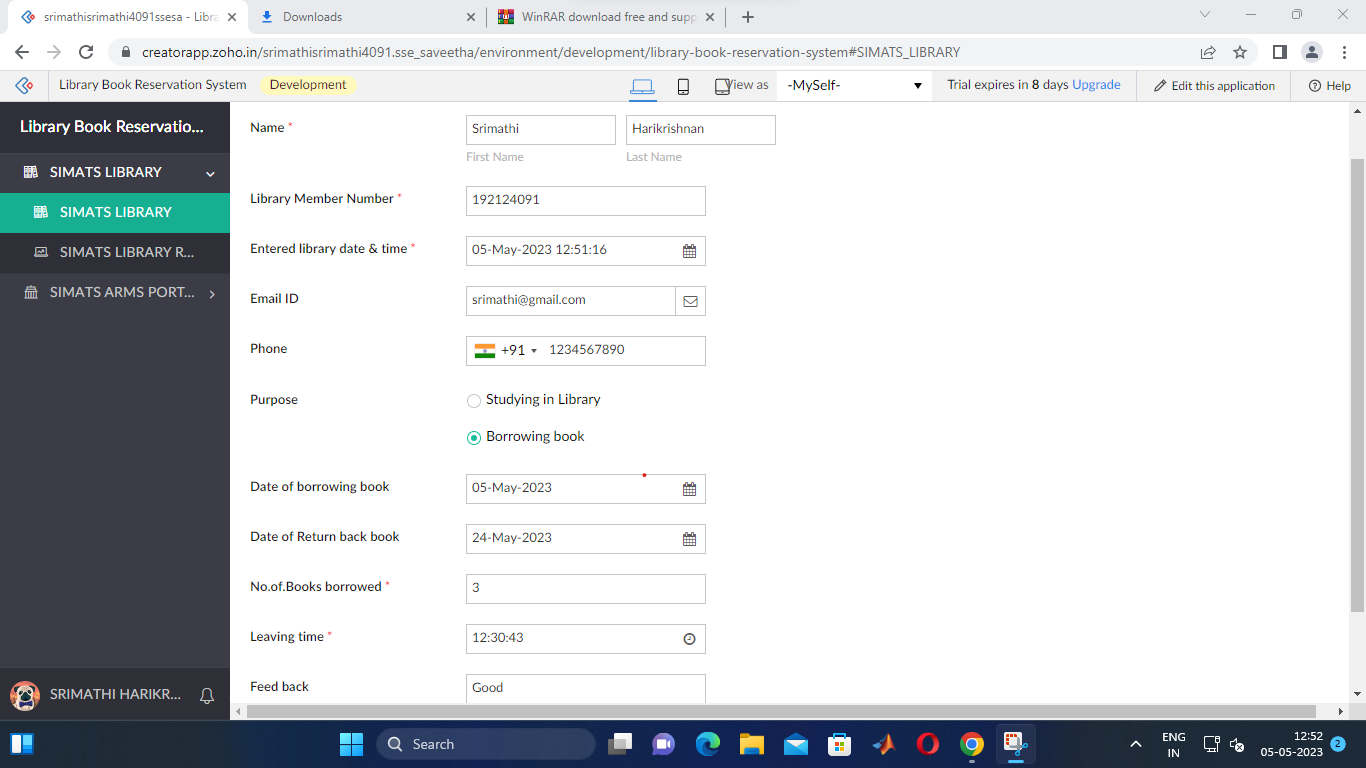 srimathisrimathi4091ssesa - Libra
Downloads
WinRAR download free and supp
creatorapp.zoho.in/srimathisrimathi4091.sse_saveetha/environment/development/library-book-reservation-system#SIMATS_LIBRARY
Library Book Reservation System Development View as -MySelf- Trial expires in 8 days Upgrade Edit this application Help
Library Book Reservatio...
SIMATS LIBRARY
SIMATS LIBRARY
SIMATS LIBRARY R...
SIMATS ARMS PORT...
SRIMATHI HARIKR...
Name * Srimathi Harikrishnan
First Name Last Name
Library Member Number * 192124091
Entered library date & time * 05-May-2023 12:51:16
Email ID srimathi@gmail.com
Phone +91 1234567890
Purpose Studying in Library
Borrowing book
Date of borrowing book 05-May-2023
Date of Return back book 24-May-2023
No.of.Books borrowed * 3
Leaving time * 12:30:43
Feed back Good
Search
ENG
IN
12:52
05-05-2023
2